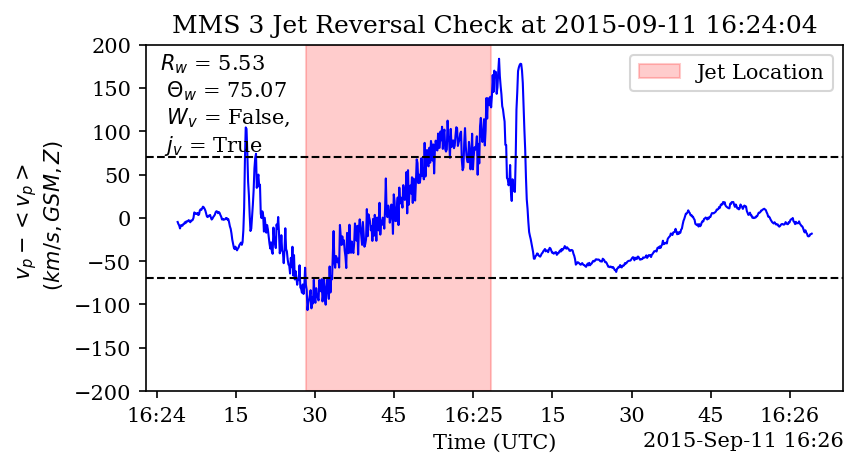 MMS 3 Jet Reversal Check at 2015-09-11 16:24:04
R_w = 5.53
Θ_w = 75.07
W_v = False,
j_v = True
Jet Location
v_p − < v_p >
(km/s, GSM, Z)
200
150
100
50
0
−50
−100
−150
−200
16:24 15 30 45 16:25 15 30 45 16:26
Time (UTC)
2015-Sep-11 16:26